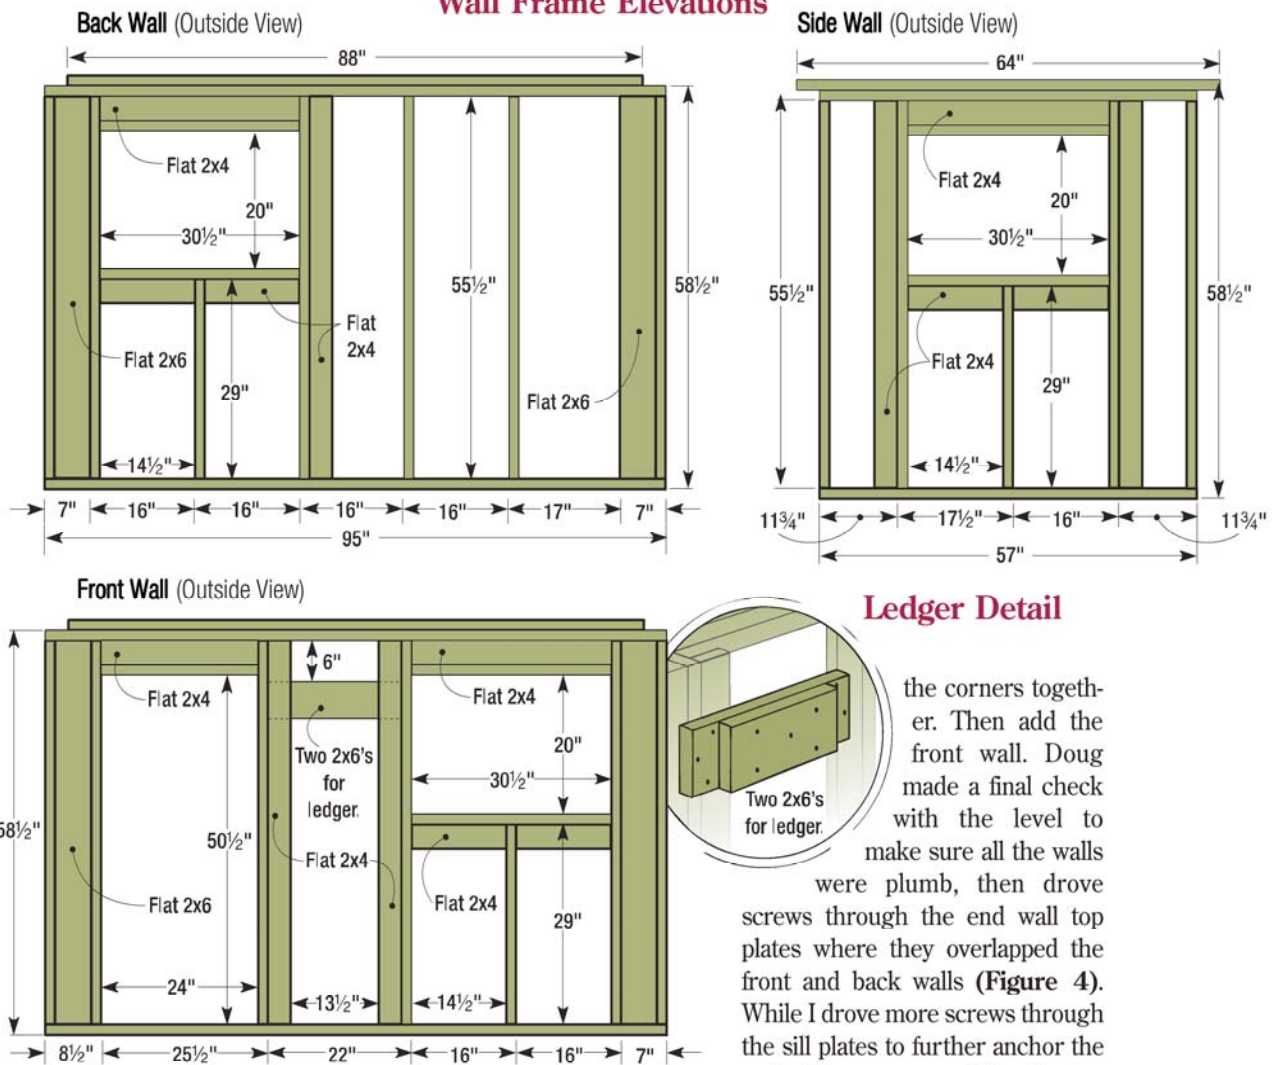 Wall Frame Elevations
Back Wall (Outside View)
88"
Flat 2x4
20"
30½"
55½"
58½"
Flat 2x4
Flat 2x6
29"
Flat 2x6
14½"
7" 16" 16" 16" 16" 17" 7"
95"
Side Wall (Outside View)
64"
Flat 2x4
20"
30½"
55½"
58½"
Flat 2x4
29"
14½"
11¾" 17½" 16" 11¾"
57"
Front Wall (Outside View)
6"
Flat 2x4
Flat 2x4
Two 2x6's
for
ledger.
20"
30½"
58½"
50½"
Flat 2x4
Flat 2x6
Flat 2x4
29"
24"
13½"
14½"
8½" 25½" 22" 16" 16" 7"
Ledger Detail
Two 2x6's
for ledger.
the corners togeth-
er. Then add the
front wall. Doug
made a final check
with the level to
make sure all the walls
were plumb, then drove
screws through the end wall top
plates where they overlapped the
front and back walls (Figure 4).
While I drove more screws through
the sill plates to further anchor the